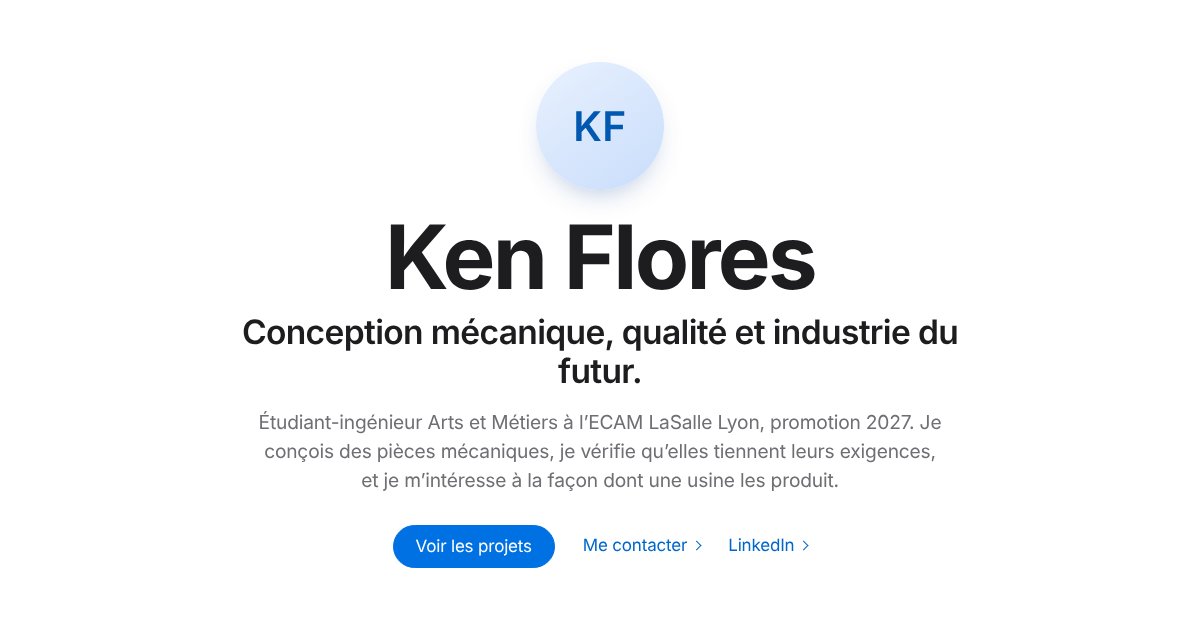 KF
Ken Flores
Conception mécanique, qualité et industrie du
futur.
Étudiant-ingénieur Arts et Métiers à l’ECAM LaSalle Lyon, promotion 2027. Je
conçois des pièces mécaniques, je vérifie qu’elles tiennent leurs exigences,
et je m’intéresse à la façon dont une usine les produit.
Voir les projets
Me contacter
LinkedIn